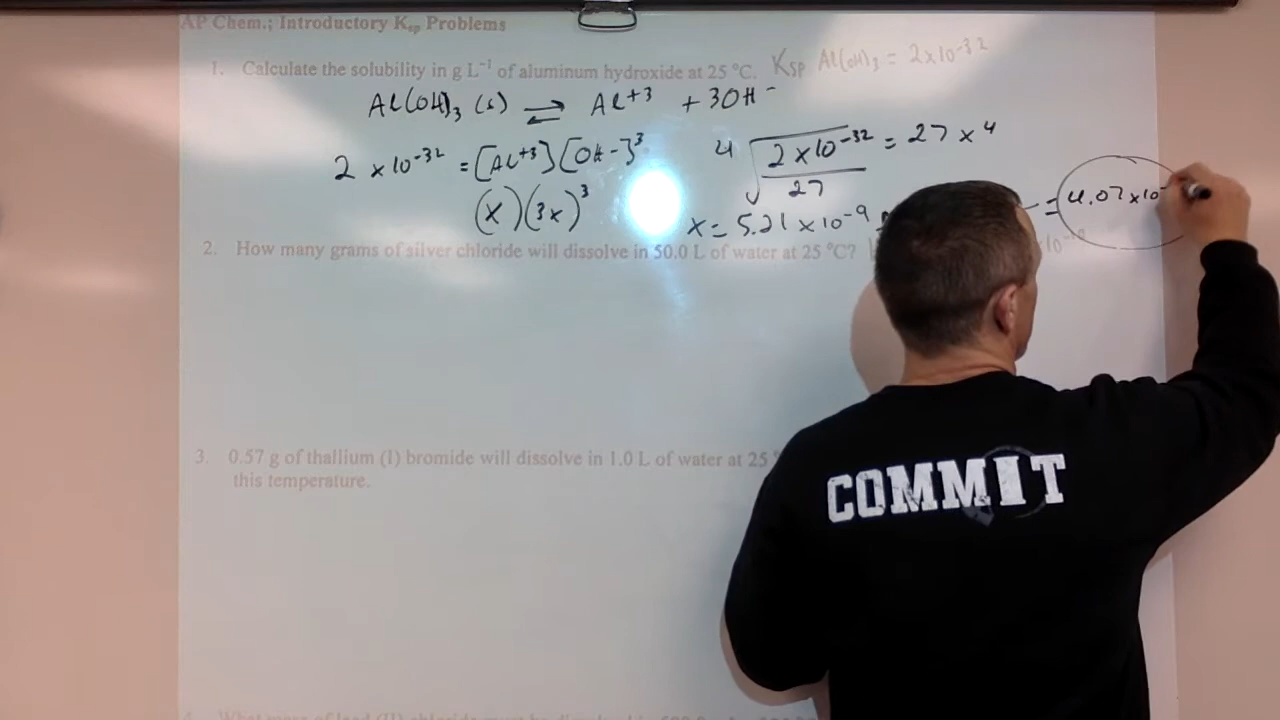 AP Chem.; Introductory Ksp Problems
1. Calculate the solubility in g L⁻¹ of aluminum hydroxide at 25 °C. Ksp Al(OH)₃ = 2x10⁻³²
Al(OH)₃ (s) ⇌ Al⁺³ + 3OH⁻
2 x10⁻³² = [Al⁺³][OH-]³
(x)(3x)³
4√(2x10⁻³²/27) = 27x⁴
x = 5.21 x10⁻⁹
= 4.07x10⁻
2. How many grams of silver chloride will dissolve in 50.0 L of water at 25 °C?
3. 0.57 g of thallium (I) bromide will dissolve in 1.0 L of water at 25
this temperature.
COMMIT